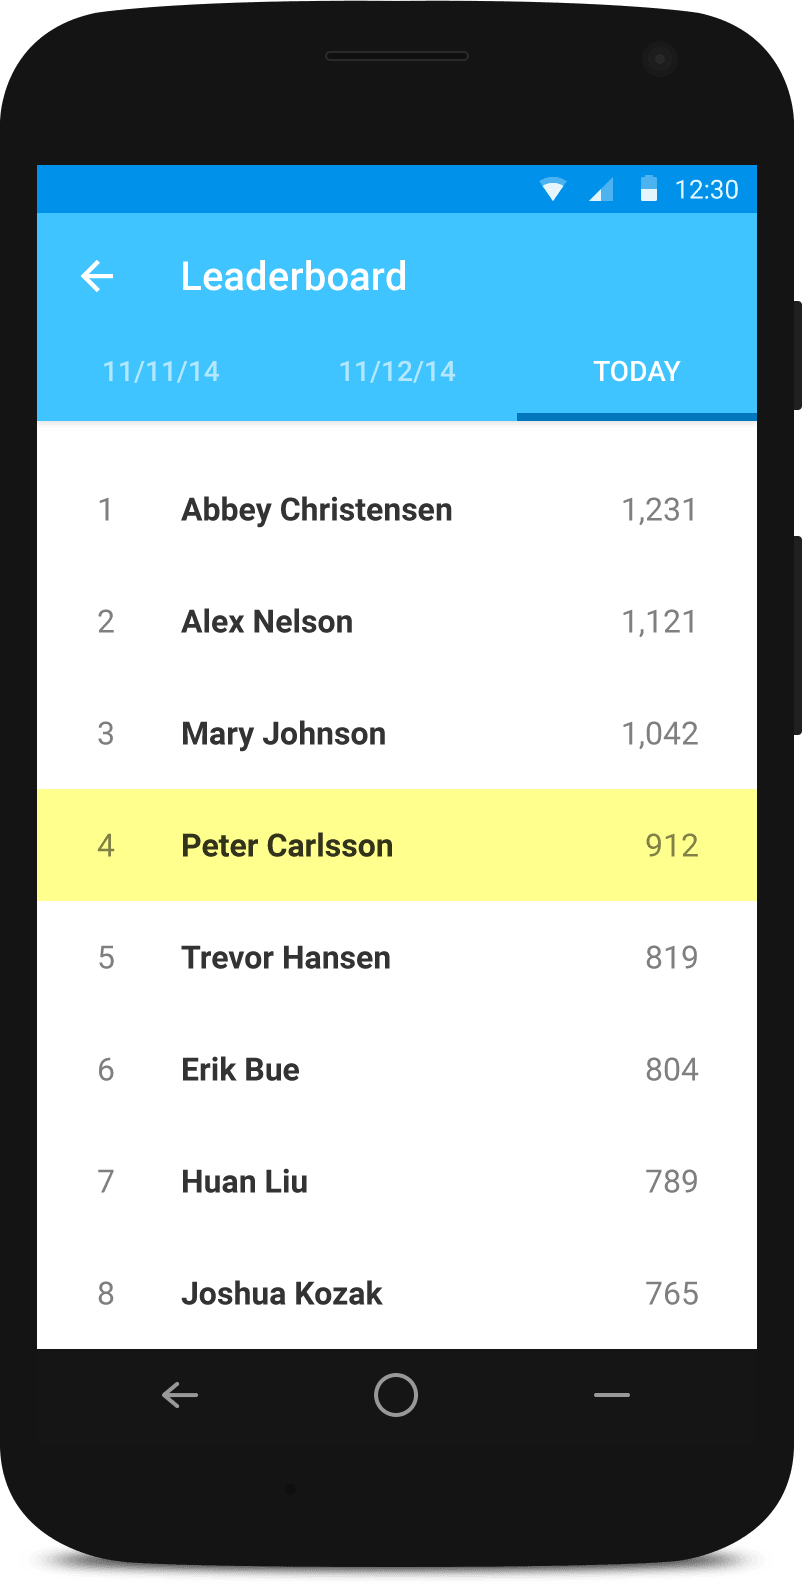 12:30
Leaderboard
11/11/14 11/12/14 TODAY
1 Abbey Christensen 1,231
2 Alex Nelson 1,121
3 Mary Johnson 1,042
4 Peter Carlsson 912
5 Trevor Hansen 819
6 Erik Bue 804
7 Huan Liu 789
8 Joshua Kozak 765